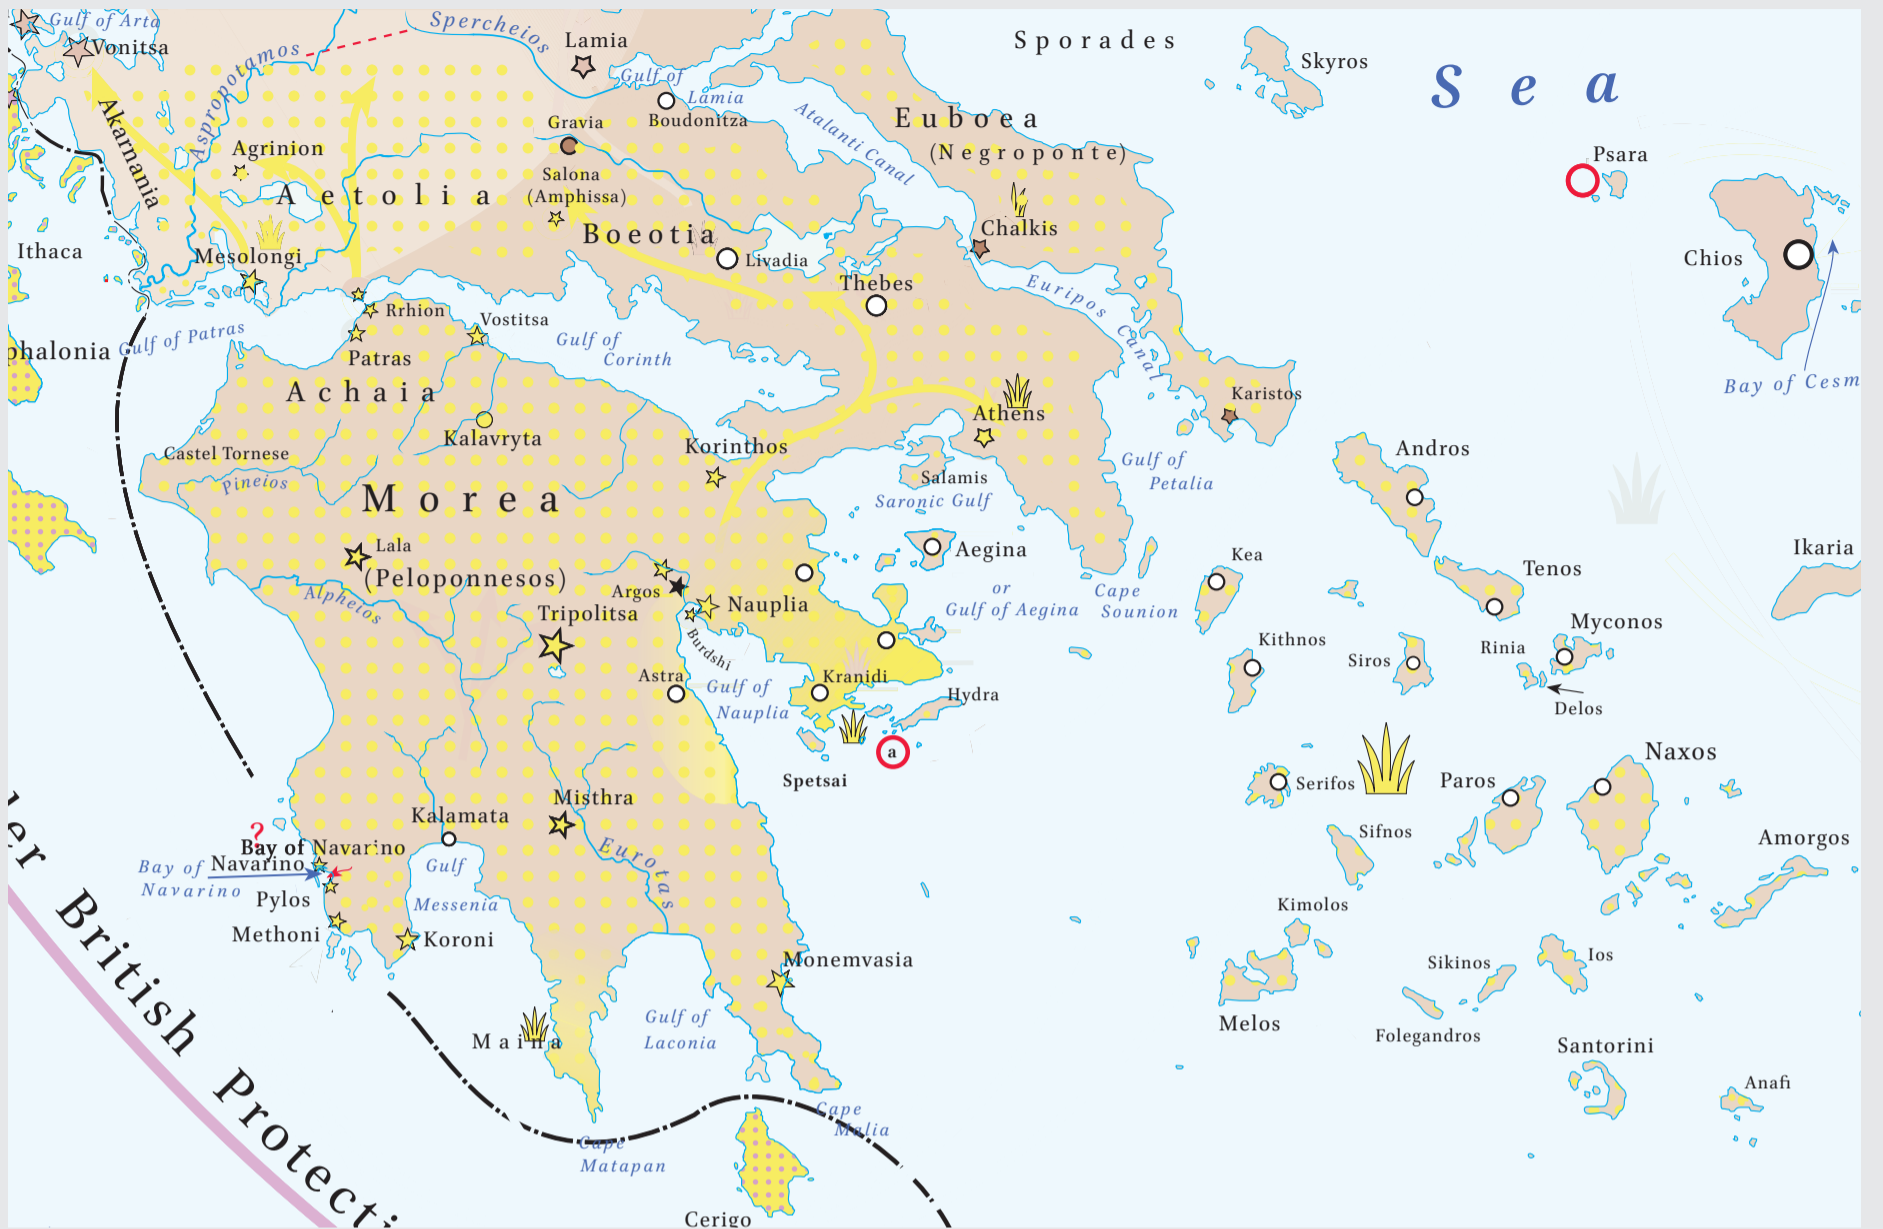 Gulf of Arta
Vonitsa
Aspropotamos
Spercheios
Lamia
Gulf of
Lamia
Boudonitza
Sporades
Skyros
Sea
Akarnania
Agrinion
Gravia
Salona
(Amphissa)
Aetolia
Boeotia
Atalanti Canal
Euboea
(Negroponte)
Psara
Ithaca
Mesolongi
Livadia
Chalkis
Thebes
Euripos Canal
Chios
Rrhion
Vostitsa
Gulf of Patras
phalonia
Patras
Gulf of
Corinth
Bay of Cesm
Achaia
Kalavryta
Korinthos
Athens
Karistos
Castel Tornese
Pineios
Salamis
Saronic Gulf
Gulf of
Petalia
Andros
Morea
Lala
(Peloponnesos)
Alpheios
Argos
Tripolitsa
Nauplia
Burdshi
Aegina
or
Gulf of Aegina
Cape
Sounion
Kea
Tenos
Ikaria
Astra
Gulf of
Nauplia
Kranidi
Hydra
Kithnos
Siros
Rinia
Myconos
Delos
a
Spetsai
Serifos
Paros
Naxos
Sifnos
Amorgos
Misthra
Kalamata
?
Bay of Navarino
Navarino
Bay of
Navarino
Gulf
Messenia
Eurotas
Pylos
Methoni
Koroni
Monemvasia
Kimolos
Ios
Sikinos
Melos
Folegandros
Santorini
Anafi
Maina
Gulf of
Laconia
Cape
Malia
Cape
Matapan
Cerigo
er British Protecti